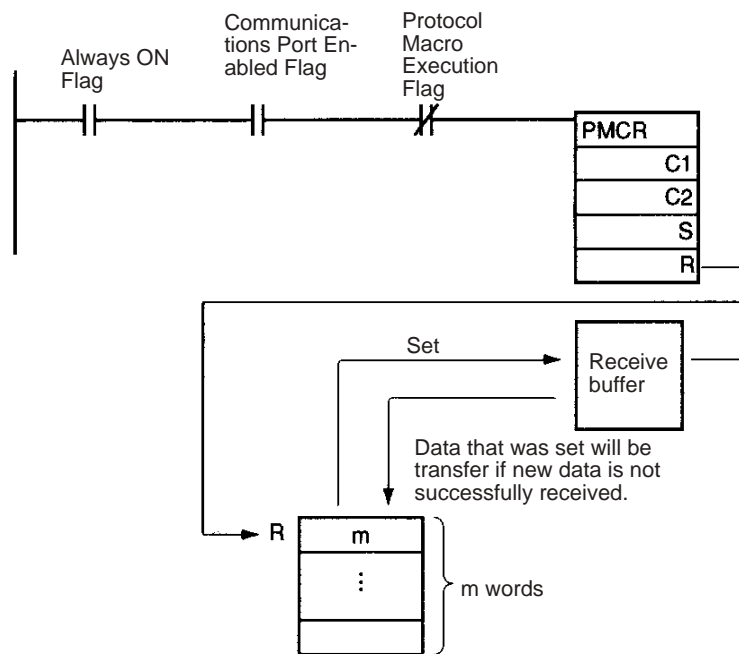 Always ON
Flag
Communica-
tions Port En-
abled Flag
Protocol
Macro
Execution
Flag
PMCR
C1
C2
S
R
Set
Receive
buffer
Data that was set will be
transfer if new data is not
successfully received.
R
m
⋮
m words